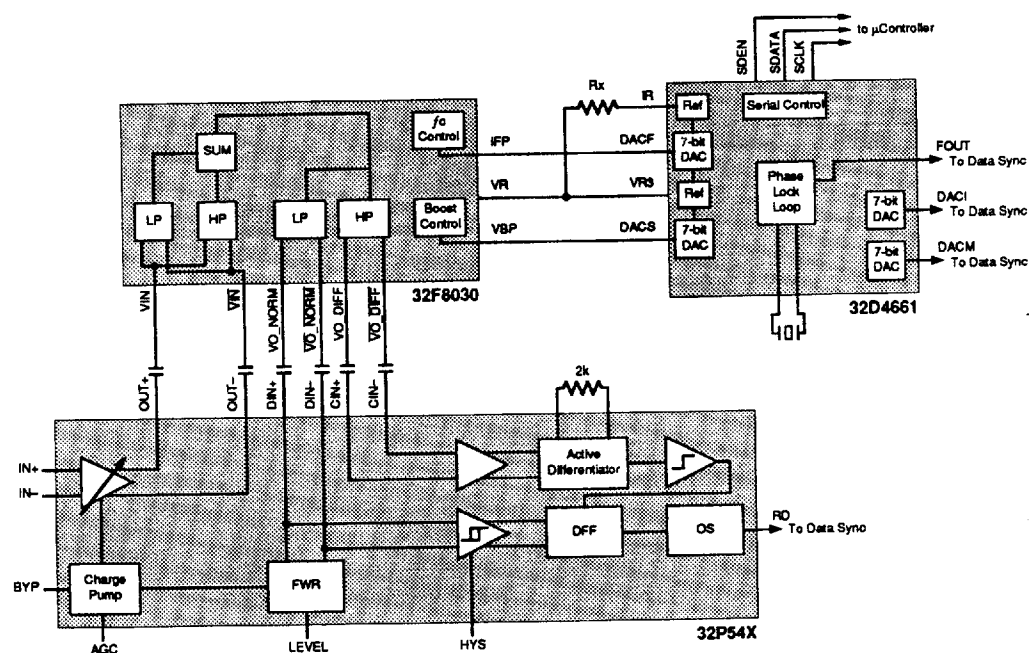 SDEN
SDATA
SCLK
to μController
Rx
IR
Ref
Serial Control
fc
Control
SUM
IFP
DACF
7-bit
DAC
FOUT
To Data Sync
VR
VR3
Ref
Phase
Lock
Loop
LP
HP
LP
HP
Boost
Control
7-bit
DAC
DACI
To Data Sync
VBP
DACS
7-bit
DAC
7-bit
DAC
DACM
To Data Sync
32F8030
32D4661
VIN
VIN
VO_NORM
VO_NORM
VO_DIFF
VO_DIFF
OUT+
OUT–
DIN+
DIN–
CIN+
CIN–
2k
IN+
IN–
Active
Differentiator
DFF
OS
RD
To Data Sync
BYP
Charge
Pump
FWR
32P54X
AGC
LEVEL
HYS